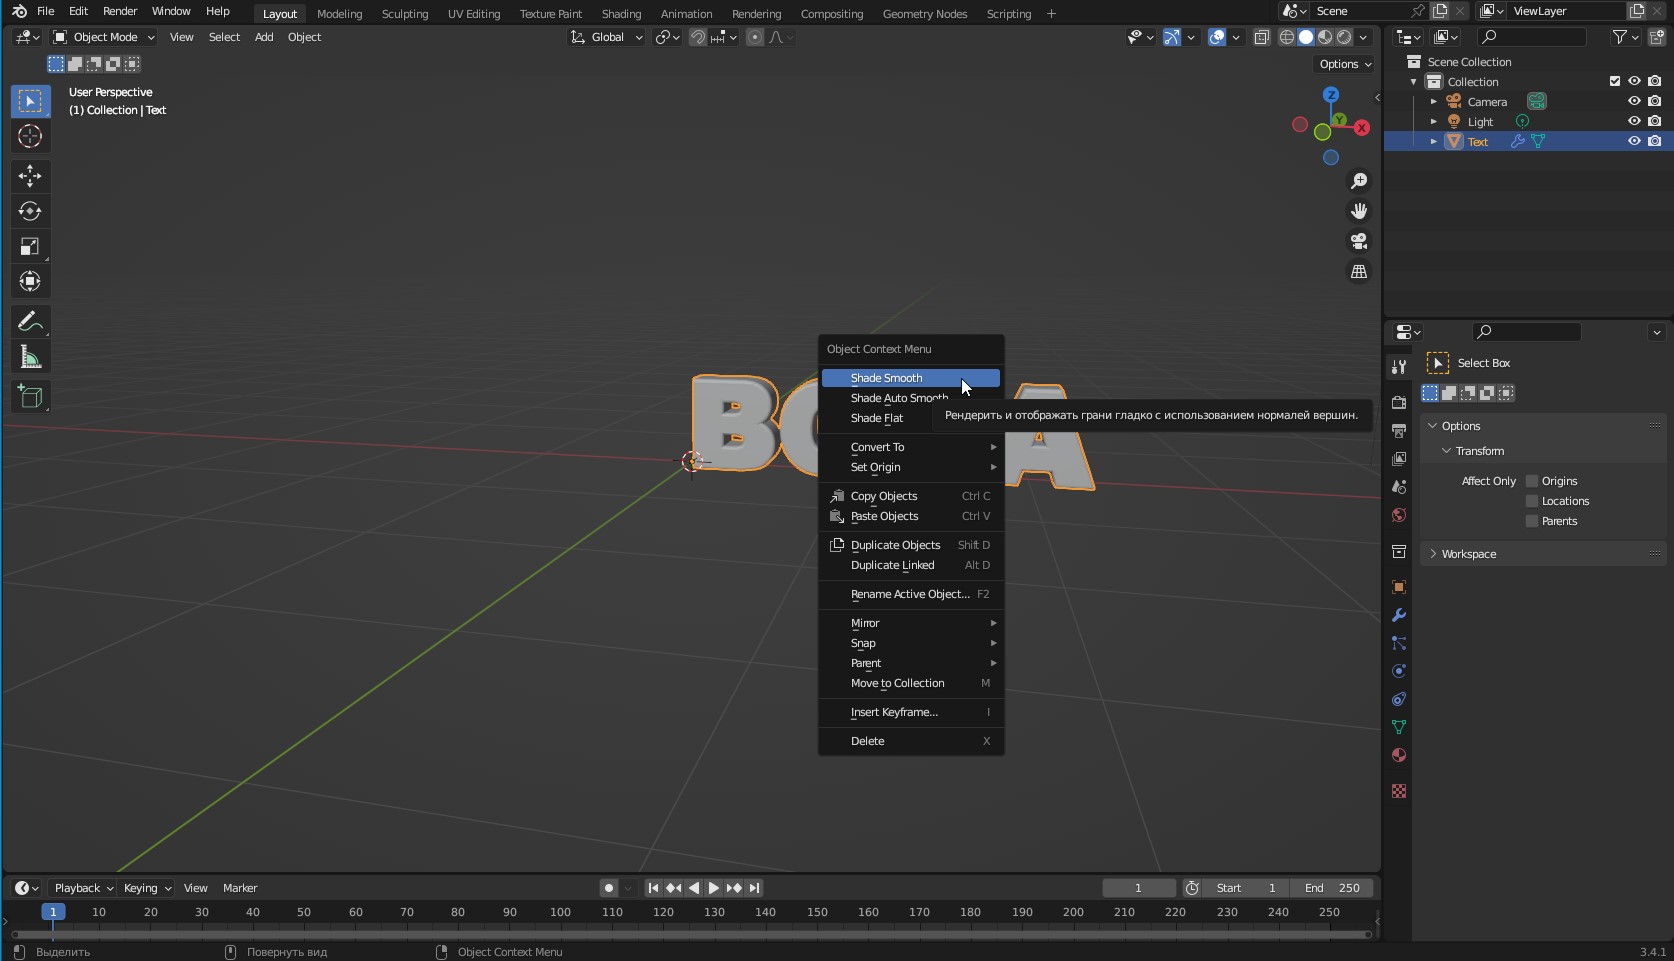 File Edit Render Window Help Layout Modeling Sculpting UV Editing Texture Paint Shading Animation Rendering Compositing Geometry Nodes Scripting + Scene ViewLayer
Object Mode View Select Add Object Global
Options
User Perspective
(1) Collection | Text
Z
Y
X
Scene Collection
Collection
Camera
Light
Text
Select Box
Options
Transform
Affect Only Origins
Locations
Parents
Workspace
Object Context Menu
Shade Smooth
Shade Auto Smooth
Shade Flat
Рендерить и отображать грани гладко с использованием нормалей вершин.
Convert To
Set Origin
Copy Objects Ctrl C
Paste Objects Ctrl V
Duplicate Objects Shift D
Duplicate Linked Alt D
Rename Active Object... F2
Mirror
Snap
Parent
Move to Collection M
Insert Keyframe... I
Delete X
Playback Keying View Marker 1 Start 1 End 250
1 10 20 30 40 50 60 70 80 90 100 110 120 130 140 150 160 170 180 190 200 210 220 230 240 250
Выделить Повернуть вид Object Context Menu 3.4.1